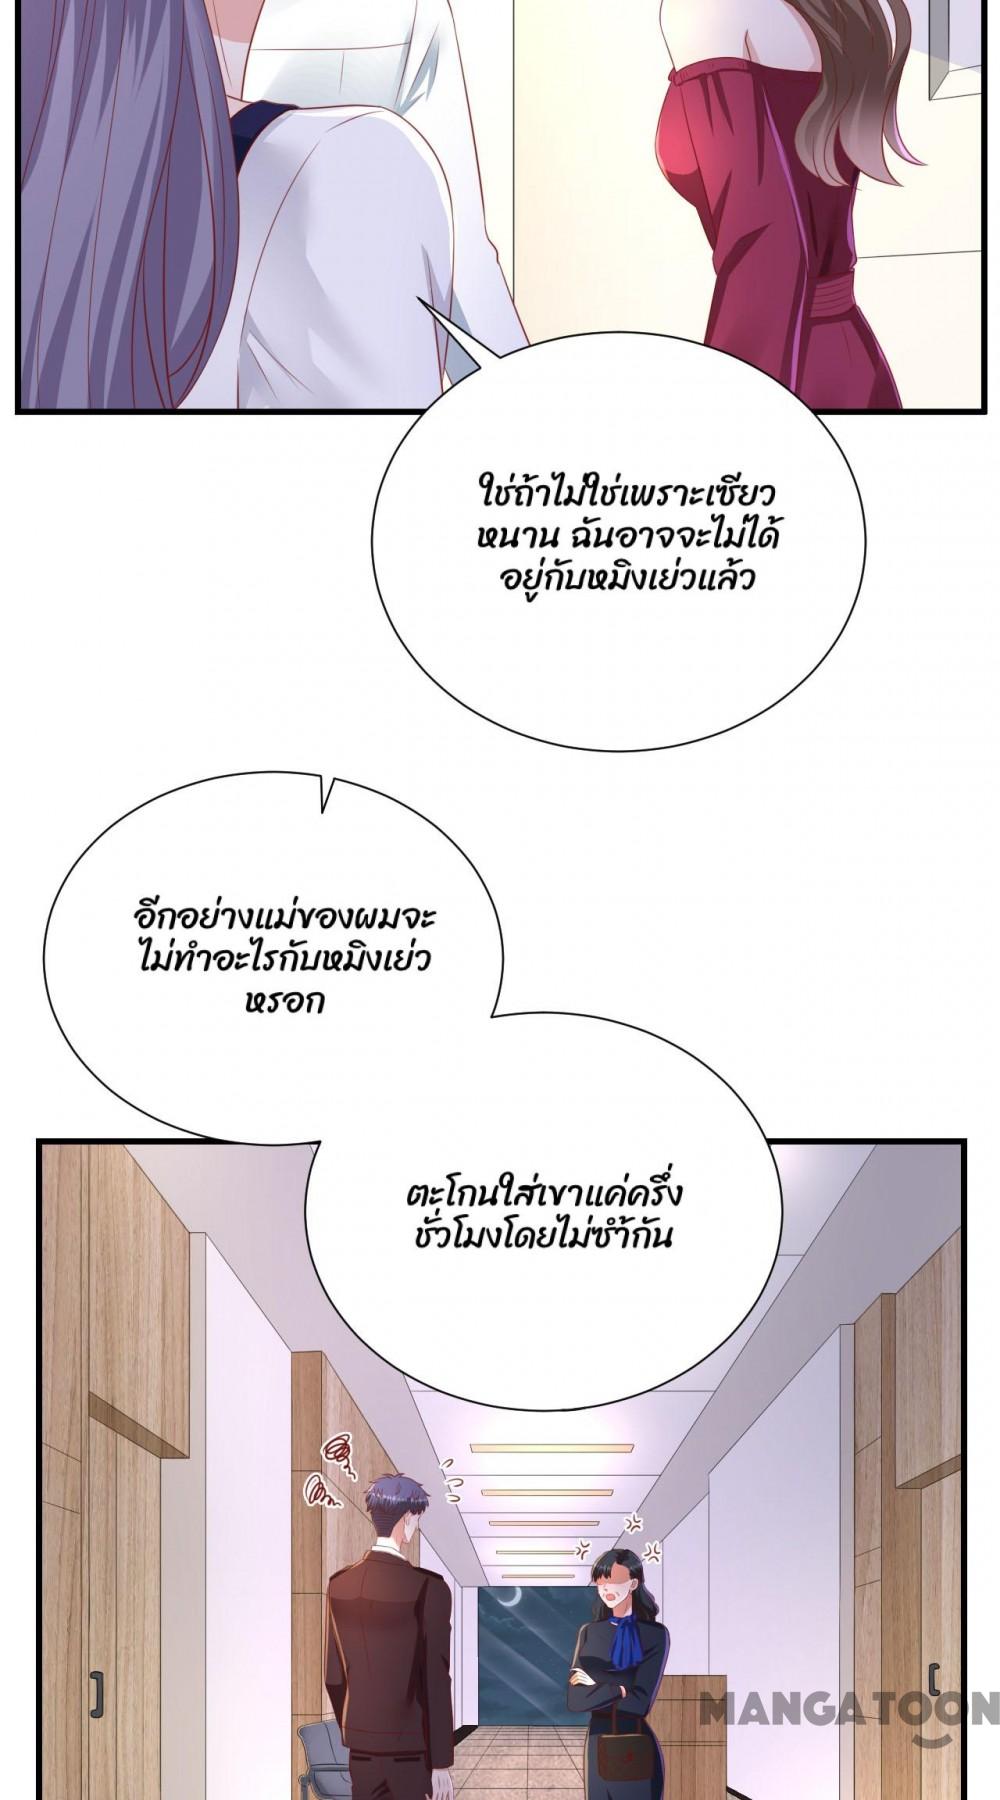 ใช่ถ้าไม่ใช่เพราะเซียว
หนาน ฉันอาจจะไม่ได้
อยู่กับหมิงเย่วแล้ว
อีกอย่างแม่ของผมจะ
ไม่ทำอะไรกับหมิงเย่ว
หรอก
ตะโกนใส่เขาแค่ครึ่ง
ชั่วโมงโดยไม่ซ้ำกัน
MANGATOON